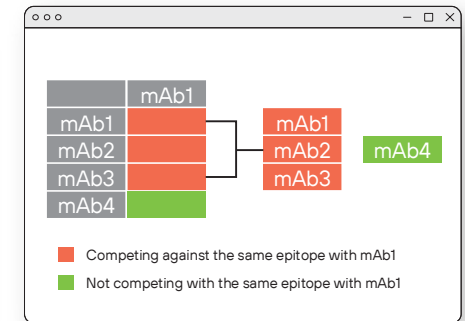 mAb1
mAb1 mAb1
mAb2 mAb2 mAb4
mAb3 mAb3
mAb4
Competing against the same epitope with mAb1
Not competing with the same epitope with mAb1